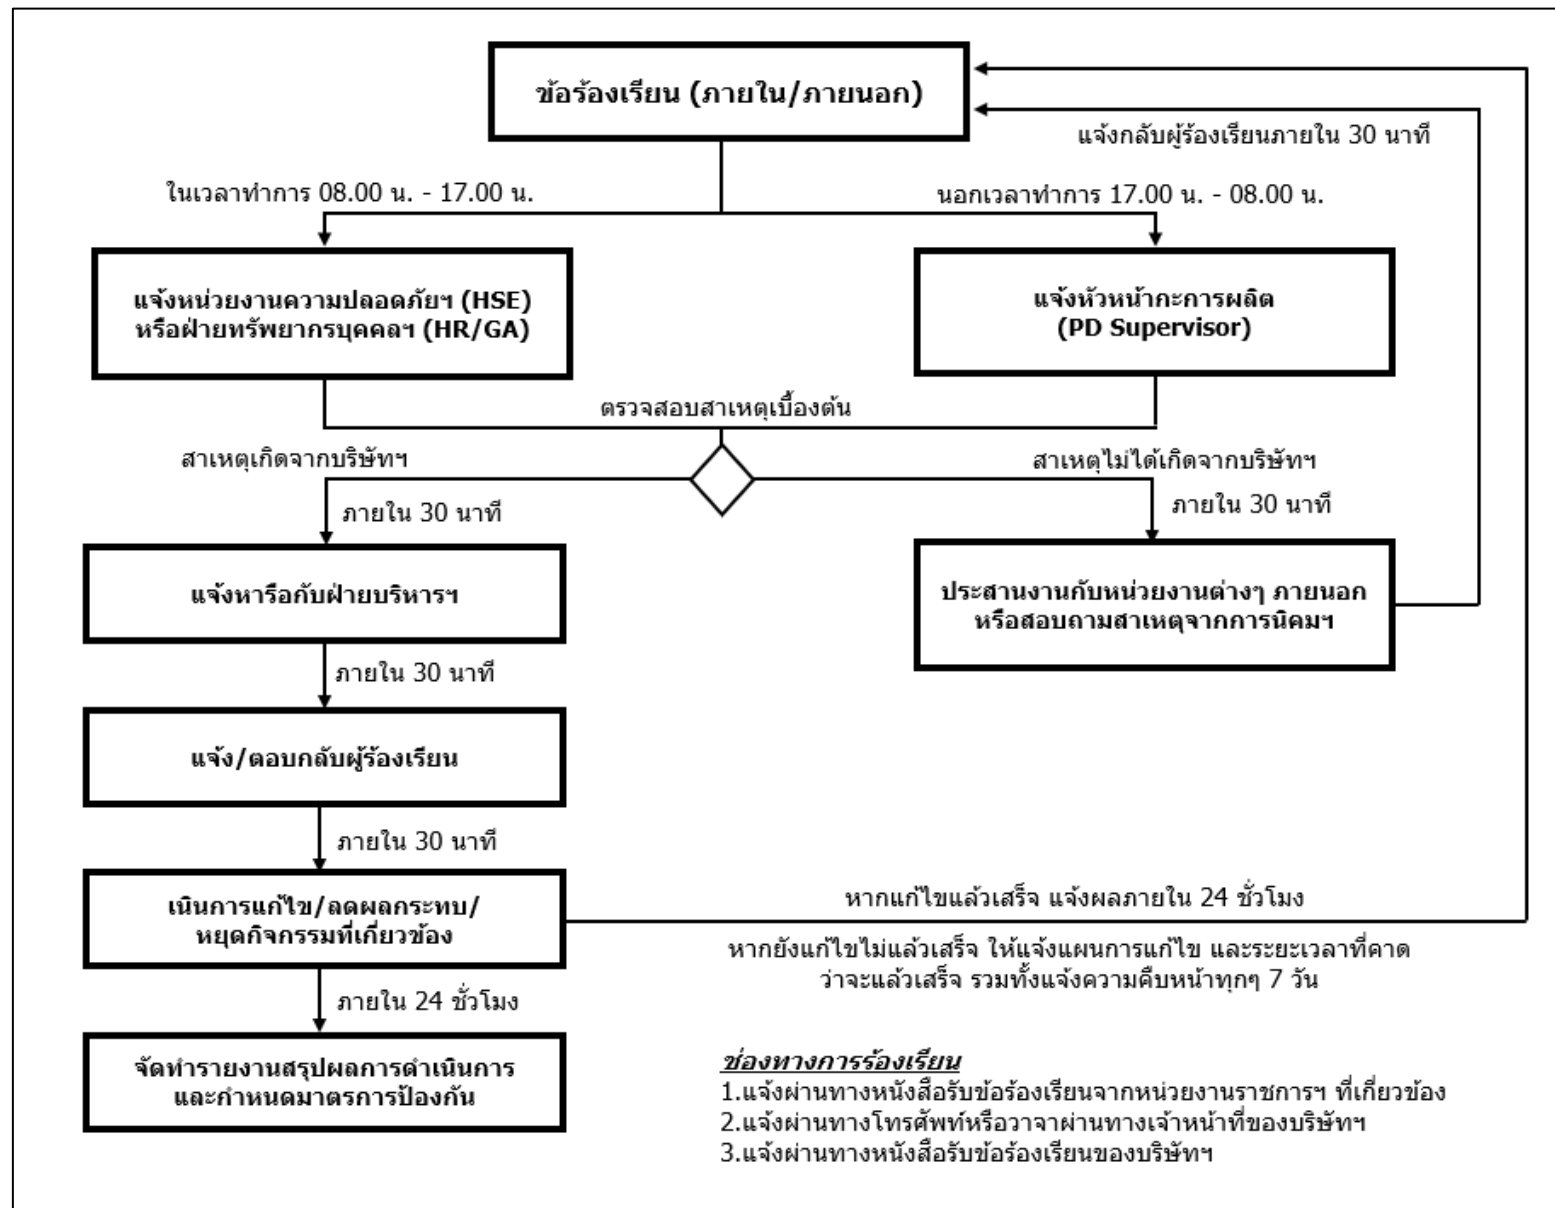 ข้อร้องเรียน (ภายใน/ภายนอก)
แจ้งกลับผู้ร้องเรียนภายใน 30 นาที
ในเวลาทำการ 08.00 น. - 17.00 น.
นอกเวลาทำการ 17.00 น. - 08.00 น.
แจ้งหน่วยงานความปลอดภัยฯ (HSE)
หรือฝ่ายทรัพยากรบุคคลฯ (HR/GA)
แจ้งหัวหน้ากะการผลิต
(PD Supervisor)
ตรวจสอบสาเหตุเบื้องต้น
สาเหตุเกิดจากบริษัทฯ
สาเหตุไม่ได้เกิดจากบริษัทฯ
ภายใน 30 นาที
ภายใน 30 นาที
แจ้งหารือกับฝ่ายบริหารฯ
ประสานงานกับหน่วยงานต่างๆ ภายนอก
หรือสอบถามสาเหตุจากการนิคมฯ
ภายใน 30 นาที
แจ้ง/ตอบกลับผู้ร้องเรียน
ภายใน 30 นาที
เนินการแก้ไข/ลดผลกระทบ/
หยุดกิจกรรมที่เกี่ยวข้อง
หากแก้ไขแล้วเสร็จ แจ้งผลภายใน 24 ชั่วโมง
หากยังแก้ไขไม่แล้วเสร็จ ให้แจ้งแผนการแก้ไข และระยะเวลาที่คาด
ว่าจะแล้วเสร็จ รวมทั้งแจ้งความคืบหน้าทุกๆ 7 วัน
ภายใน 24 ชั่วโมง
จัดทำรายงานสรุปผลการดำเนินการ
และกำหนดมาตรการป้องกัน
ช่องทางการร้องเรียน
1.แจ้งผ่านทางหนังสือรับข้อร้องเรียนจากหน่วยงานราชการฯ ที่เกี่ยวข้อง
2.แจ้งผ่านทางโทรศัพท์หรือวาจาผ่านทางเจ้าหน้าที่ของบริษัทฯ
3.แจ้งผ่านทางหนังสือรับข้อร้องเรียนของบริษัทฯ